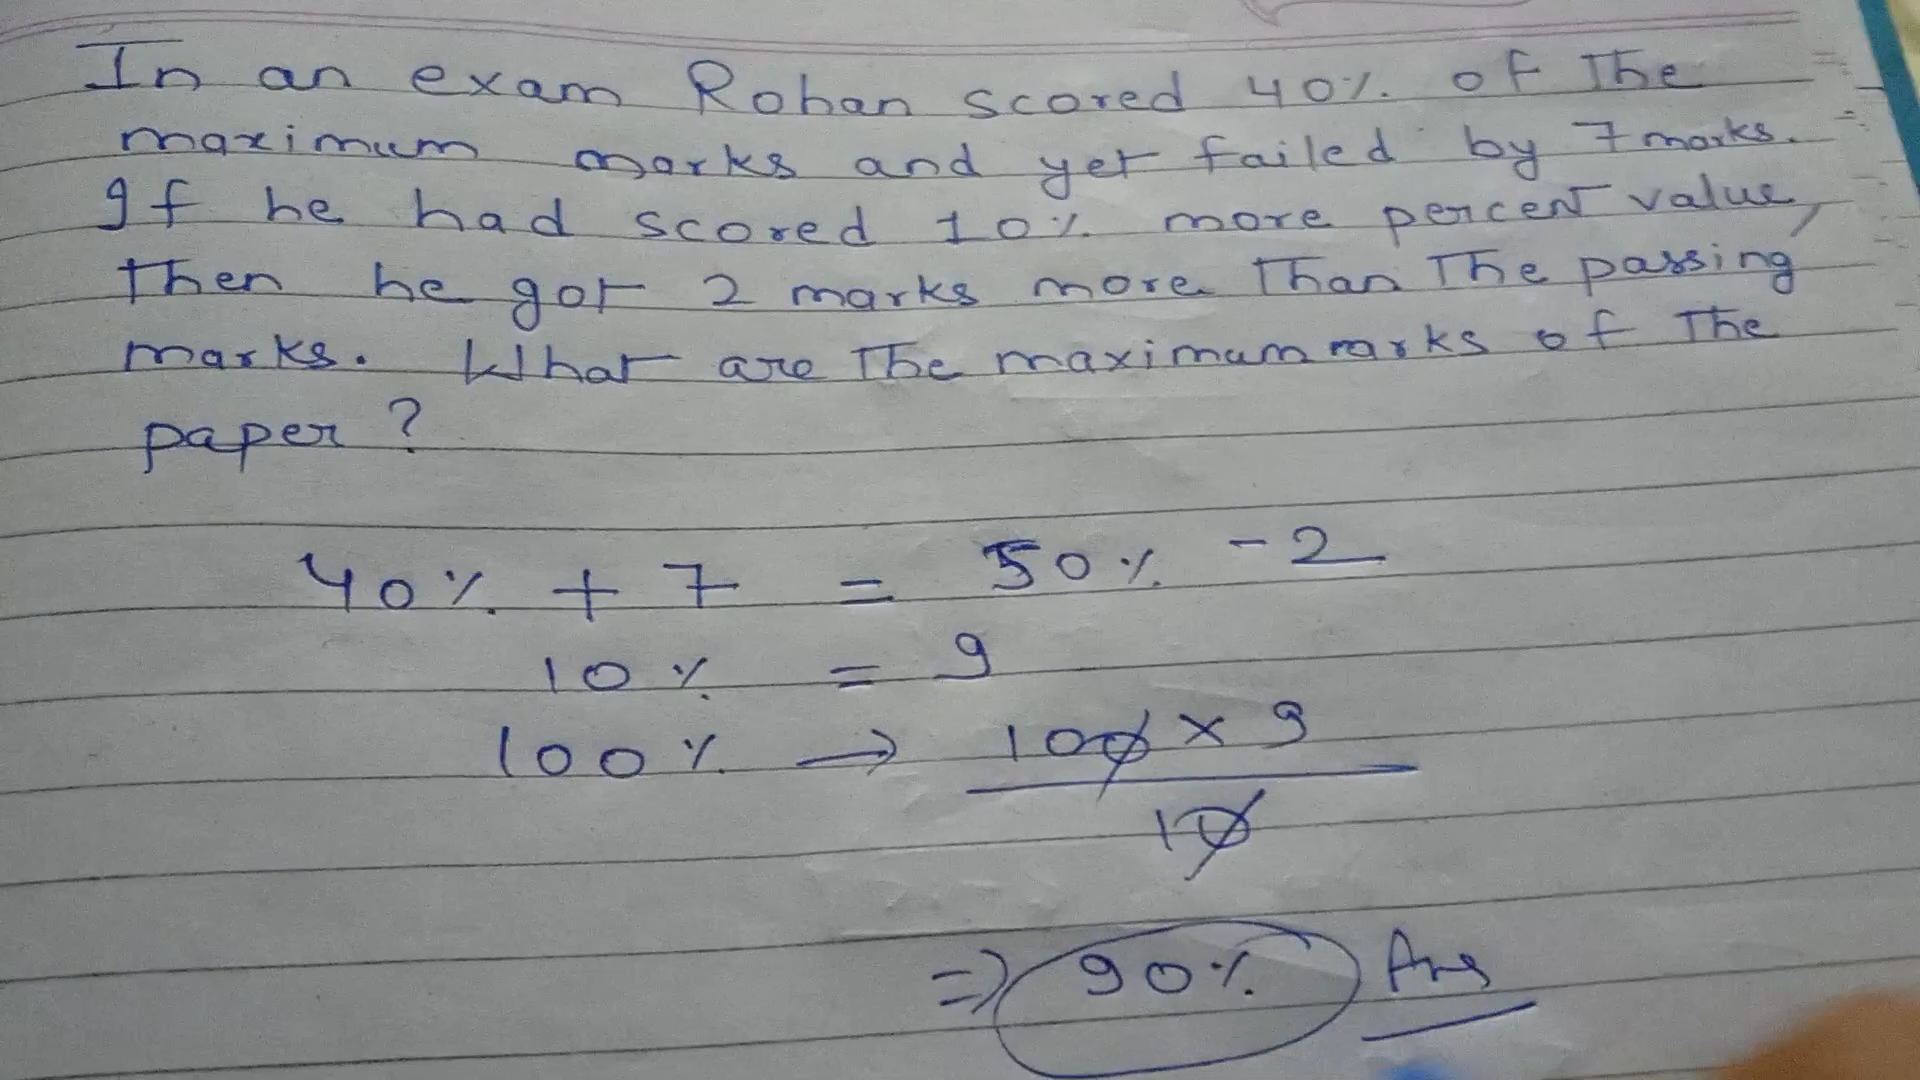 In an exam Rohan scored 40% of The
maximum marks and yet failed by 7 marks.
If he had scored 10% more percent value,
Then he got 2 marks more Than The passing
marks. What are The maximum marks of The
paper ?
40% + 7 = 50% - 2
10% = 9
100% → 100 × 9
10
⇒ 90% Ans